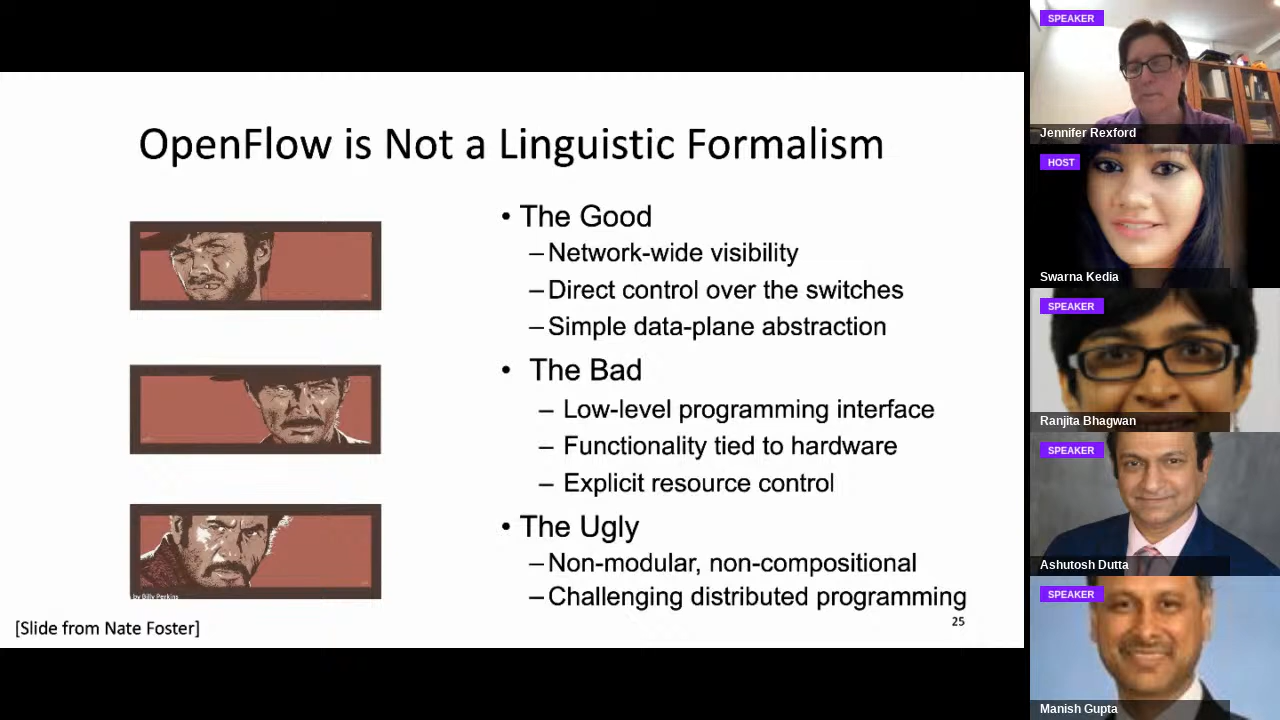 OpenFlow is Not a Linguistic Formalism
• The Good
–Network-wide visibility
–Direct control over the switches
–Simple data-plane abstraction
• The Bad
– Low-level programming interface
– Functionality tied to hardware
– Explicit resource control
• The Ugly
–Non-modular, non-compositional
–Challenging distributed programming
by Billy Perkins
[Slide from Nate Foster]
25
SPEAKER
Jennifer Rexford
HOST
Swarna Kedia
SPEAKER
Ranjita Bhagwan
SPEAKER
Ashutosh Dutta
SPEAKER
Manish Gupta